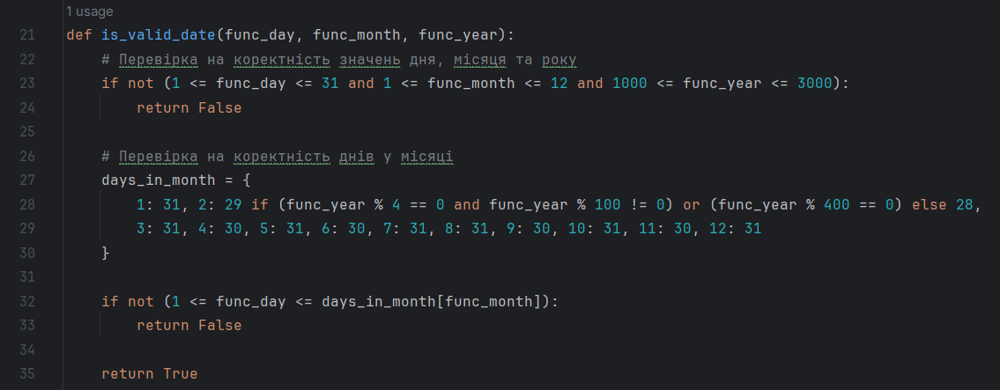 1 usage
21 def is_valid_date(func_day, func_month, func_year):
22 # Перевірка на коректність значень дня, місяця та року
23 if not (1 <= func_day <= 31 and 1 <= func_month <= 12 and 1000 <= func_year <= 3000):
24 return False
25
26 # Перевірка на коректність днів у місяці
27 days_in_month = {
28 1: 31, 2: 29 if (func_year % 4 == 0 and func_year % 100 != 0) or (func_year % 400 == 0) else 28,
29 3: 31, 4: 30, 5: 31, 6: 30, 7: 31, 8: 31, 9: 30, 10: 31, 11: 30, 12: 31
30 }
31
32 if not (1 <= func_day <= days_in_month[func_month]):
33 return False
34
35 return True